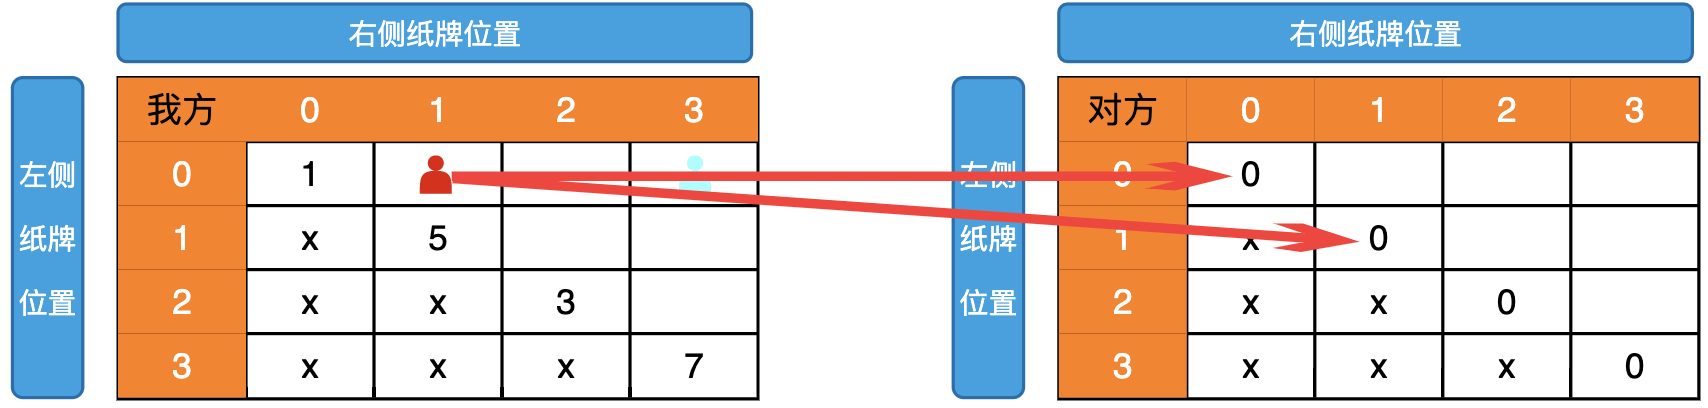 右侧纸牌位置
右侧纸牌位置
左侧
纸牌
位置
我方 0 1 2 3
0 1
1 x 5
2 x x 3
3 x x x 7
左侧
纸牌
位置
对方 0 1 2 3
0 0
1 x 0
2 x x 0
3 x x x 0